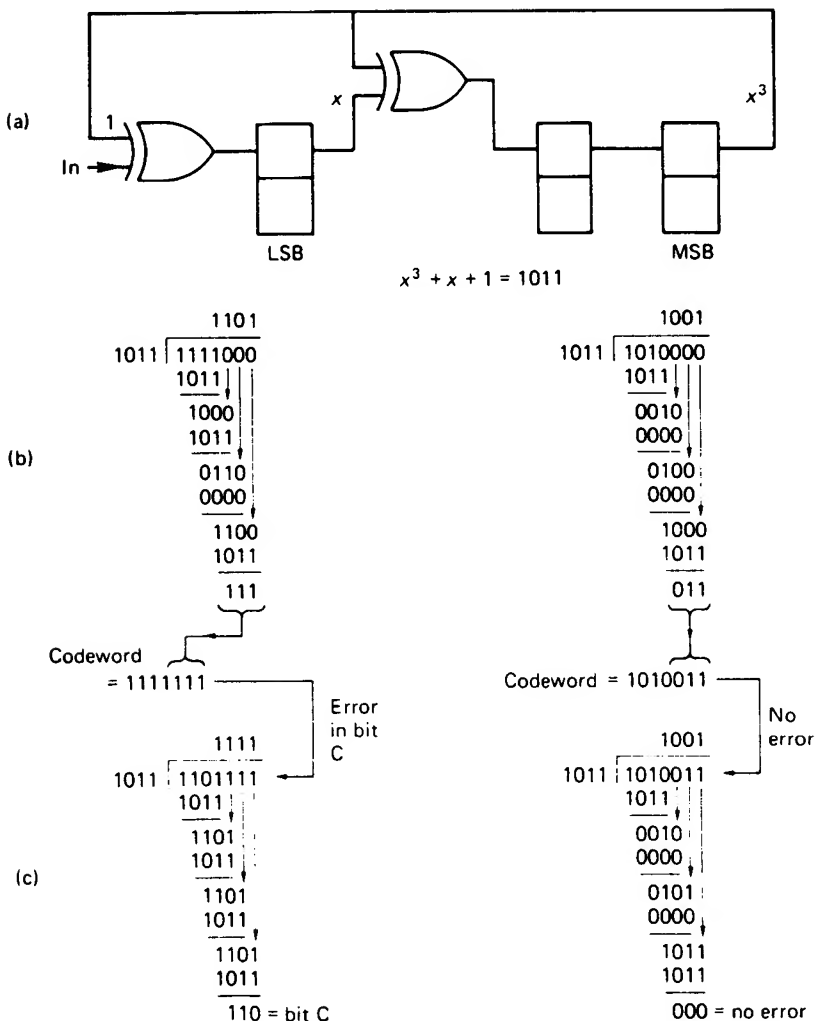 (a)
1
x
x³
In
LSB
MSB
x³ + x + 1 = 1011
(b)
1101
1011 1111000
1011
1000
1011
0110
0000
1100
1011
111
Codeword
= 1111111
Error
in bit
C
1001
1011 1010000
1011
0010
0000
0100
0000
1000
1011
011
Codeword = 1010011
No
error
(c)
1111
1011 1101111
1011
1101
1011
1101
1011
1101
1011
110 = bit C
1001
1011 1010011
1011
0010
0000
0101
0000
1011
1011
000 = no error